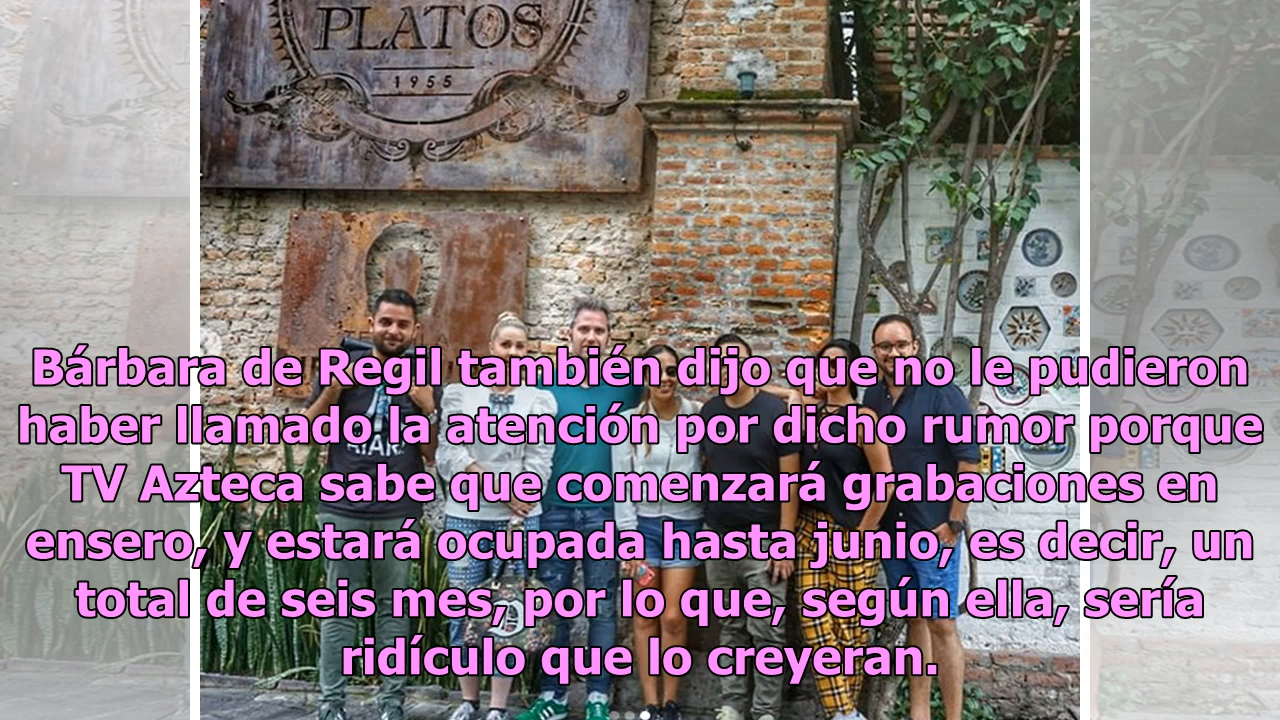 PLATOS
1955
Bárbara de Regil también dijo que no le pudieron
haber llamado la atención por dicho rumor porque
TV Azteca sabe que comenzará grabaciones en
ensero, y estará ocupada hasta junio, es decir, un
total de seis mes, por lo que, según ella, sería
ridículo que lo creyeran.